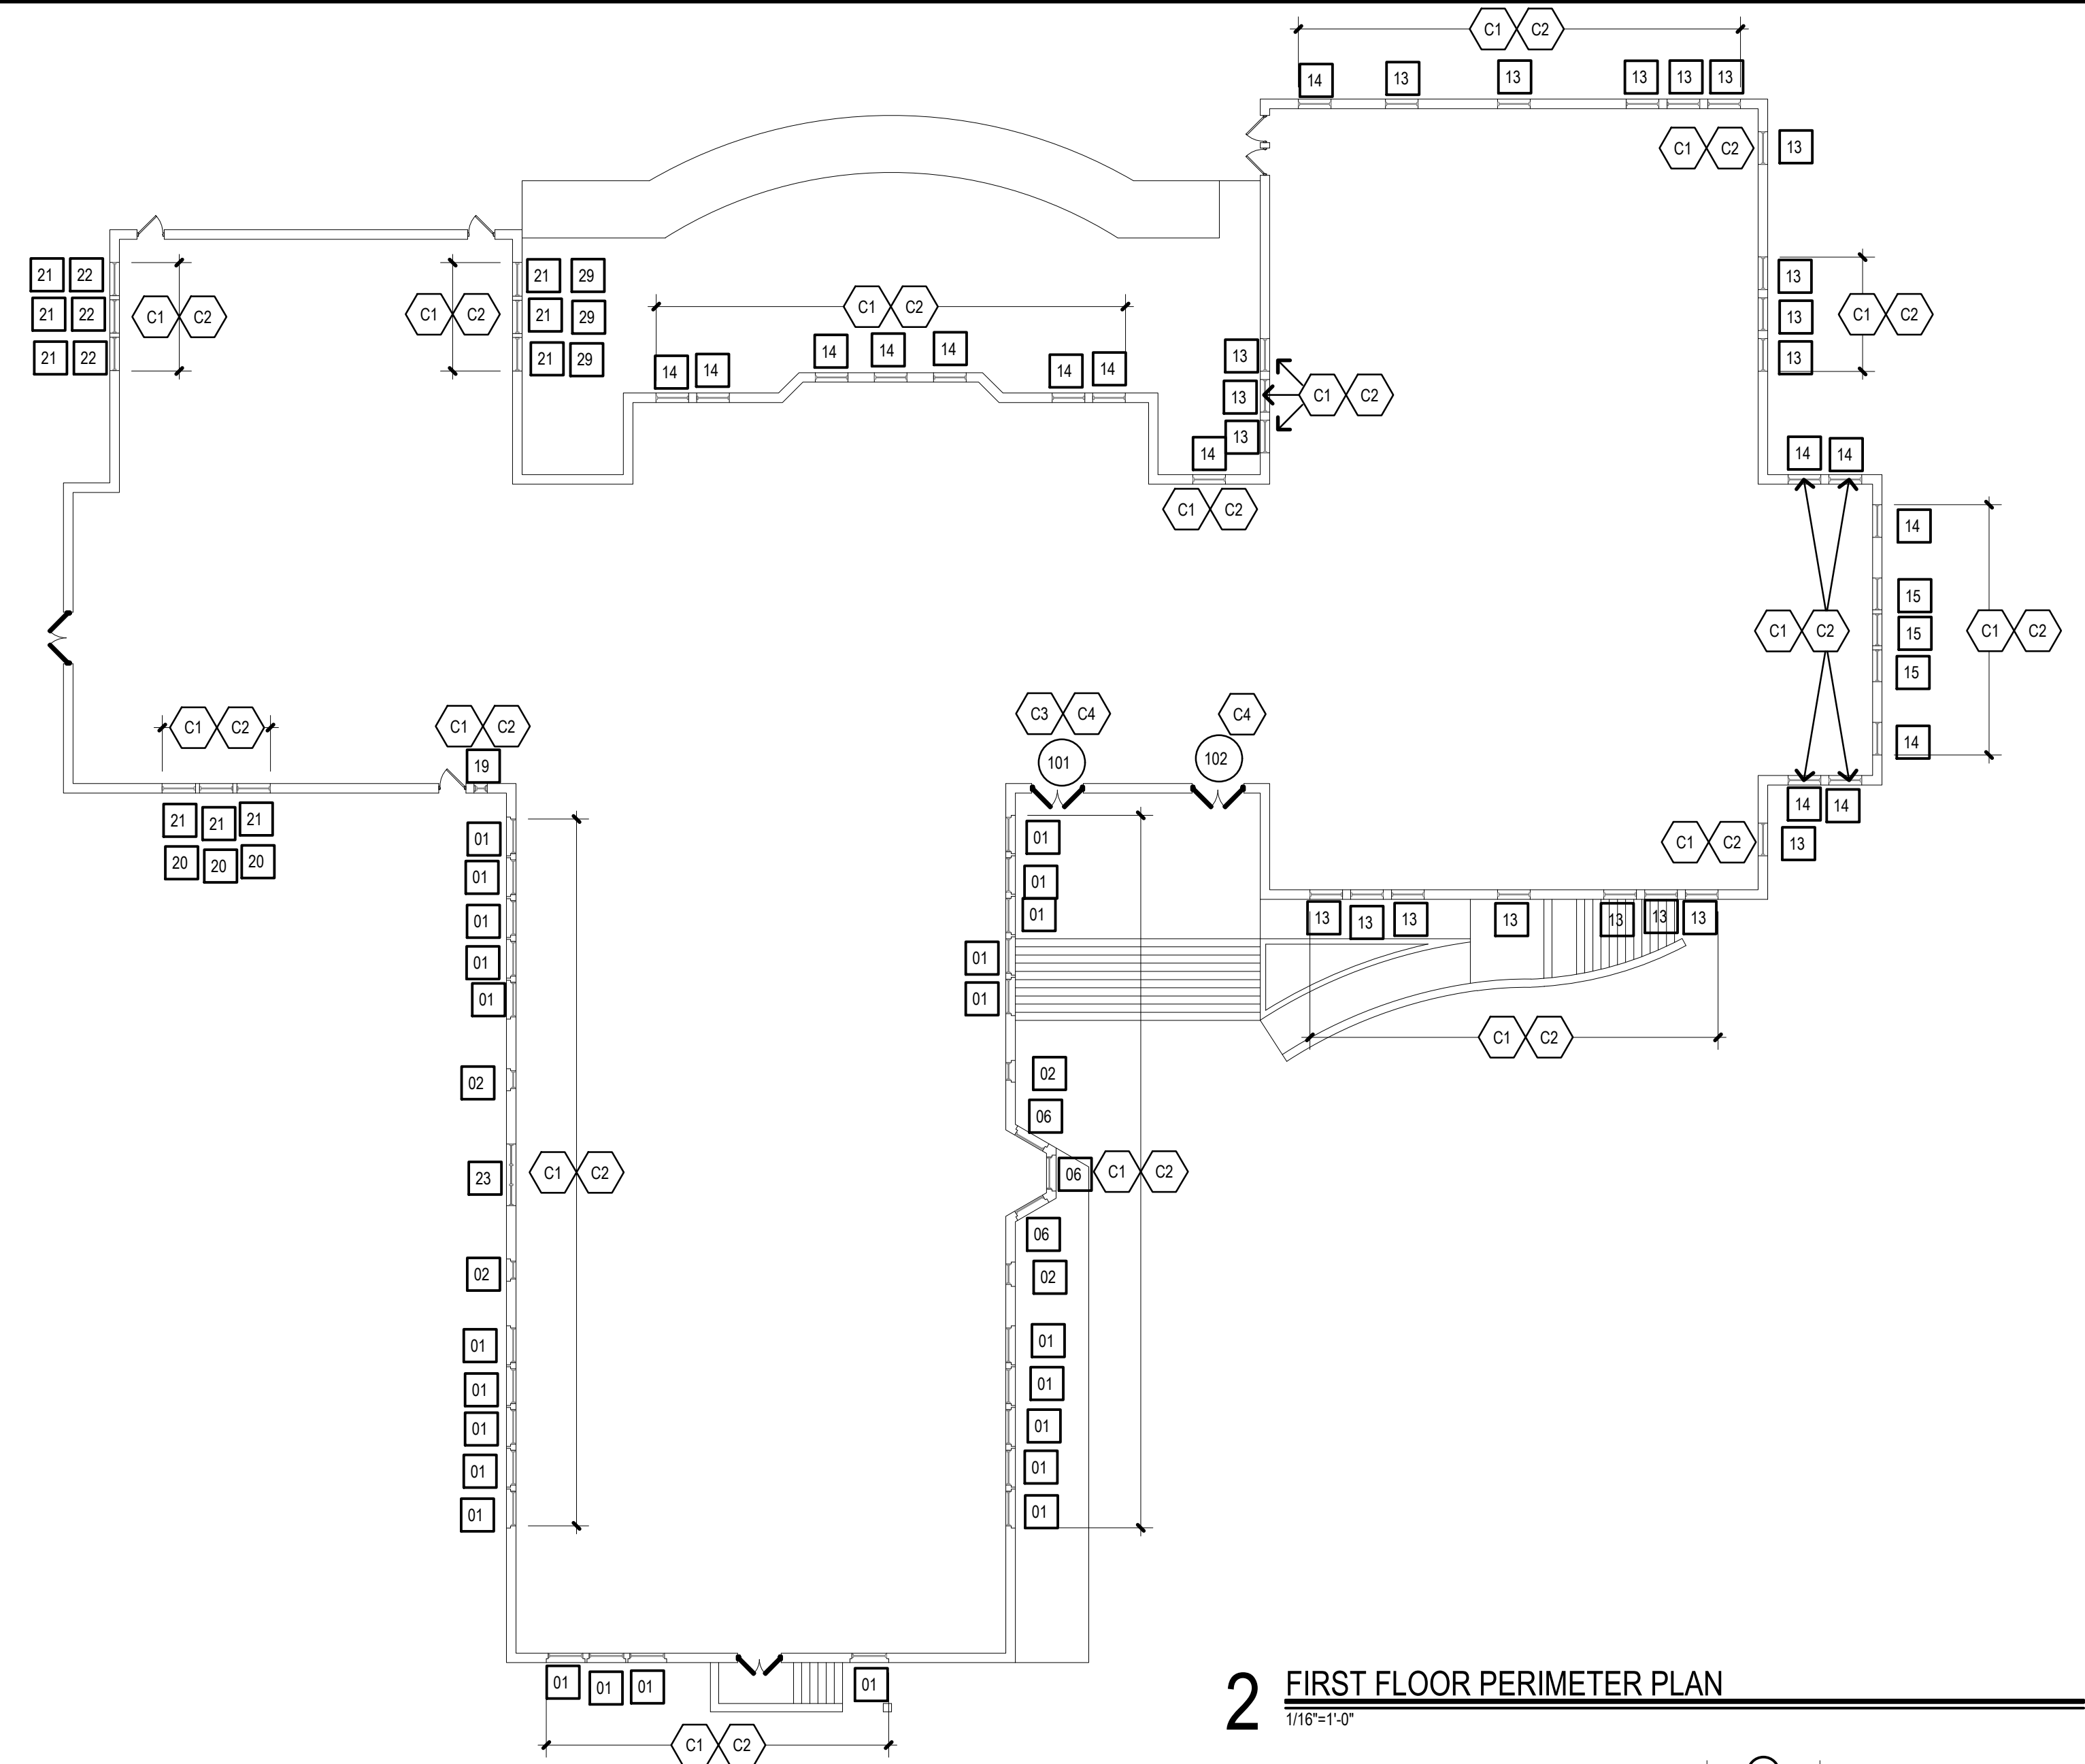 C1 C2
14 13 13 13 13 13
C1 C2 13
21 22 21 29 13
21 22 C1 C2 C1 C2 21 29 C1 C2 13 C1 C2
21 22 21 29 14 14 14 14 14 14 14 13 13
13 C1 C2
13
14 14 14
C1 C2 14
15
C1 C2 15 C1 C2
15
C1 C2 C1 C2 C3 C4 C4 14
19 101 102
21 21 21 14 14
01 01 C1 C2 13
20 20 20
01 01
01 01 13 13 13 13 13 13 13
01 01
01 01
C1 C2
02 02
06
23 C1 C2 06 C1 C2
06
02 02
01 01
01 01
01 01
01 01
01 01
01 01 01 01
C1 C2
2 FIRST FLOOR PERIMETER PLAN
1/16"=1'-0"